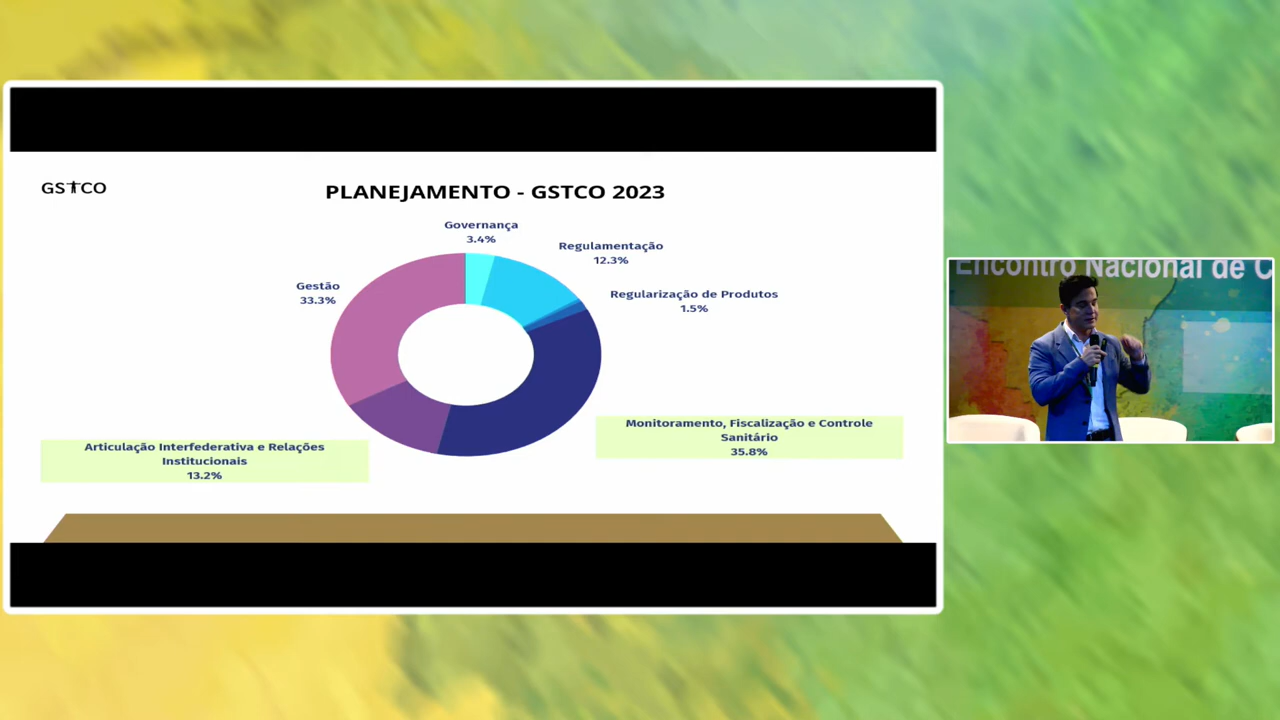 Encontro Nacional de C
GSTCO
PLANEJAMENTO - GSTCO 2023
Governança
3.4%
Regulamentação
12.3%
Gestão
33.3%
Regularização de Produtos
1.5%
Monitoramento, Fiscalização e Controle
Sanitário
35.8%
Articulação Interfederativa e Relações
Institucionais
13.2%